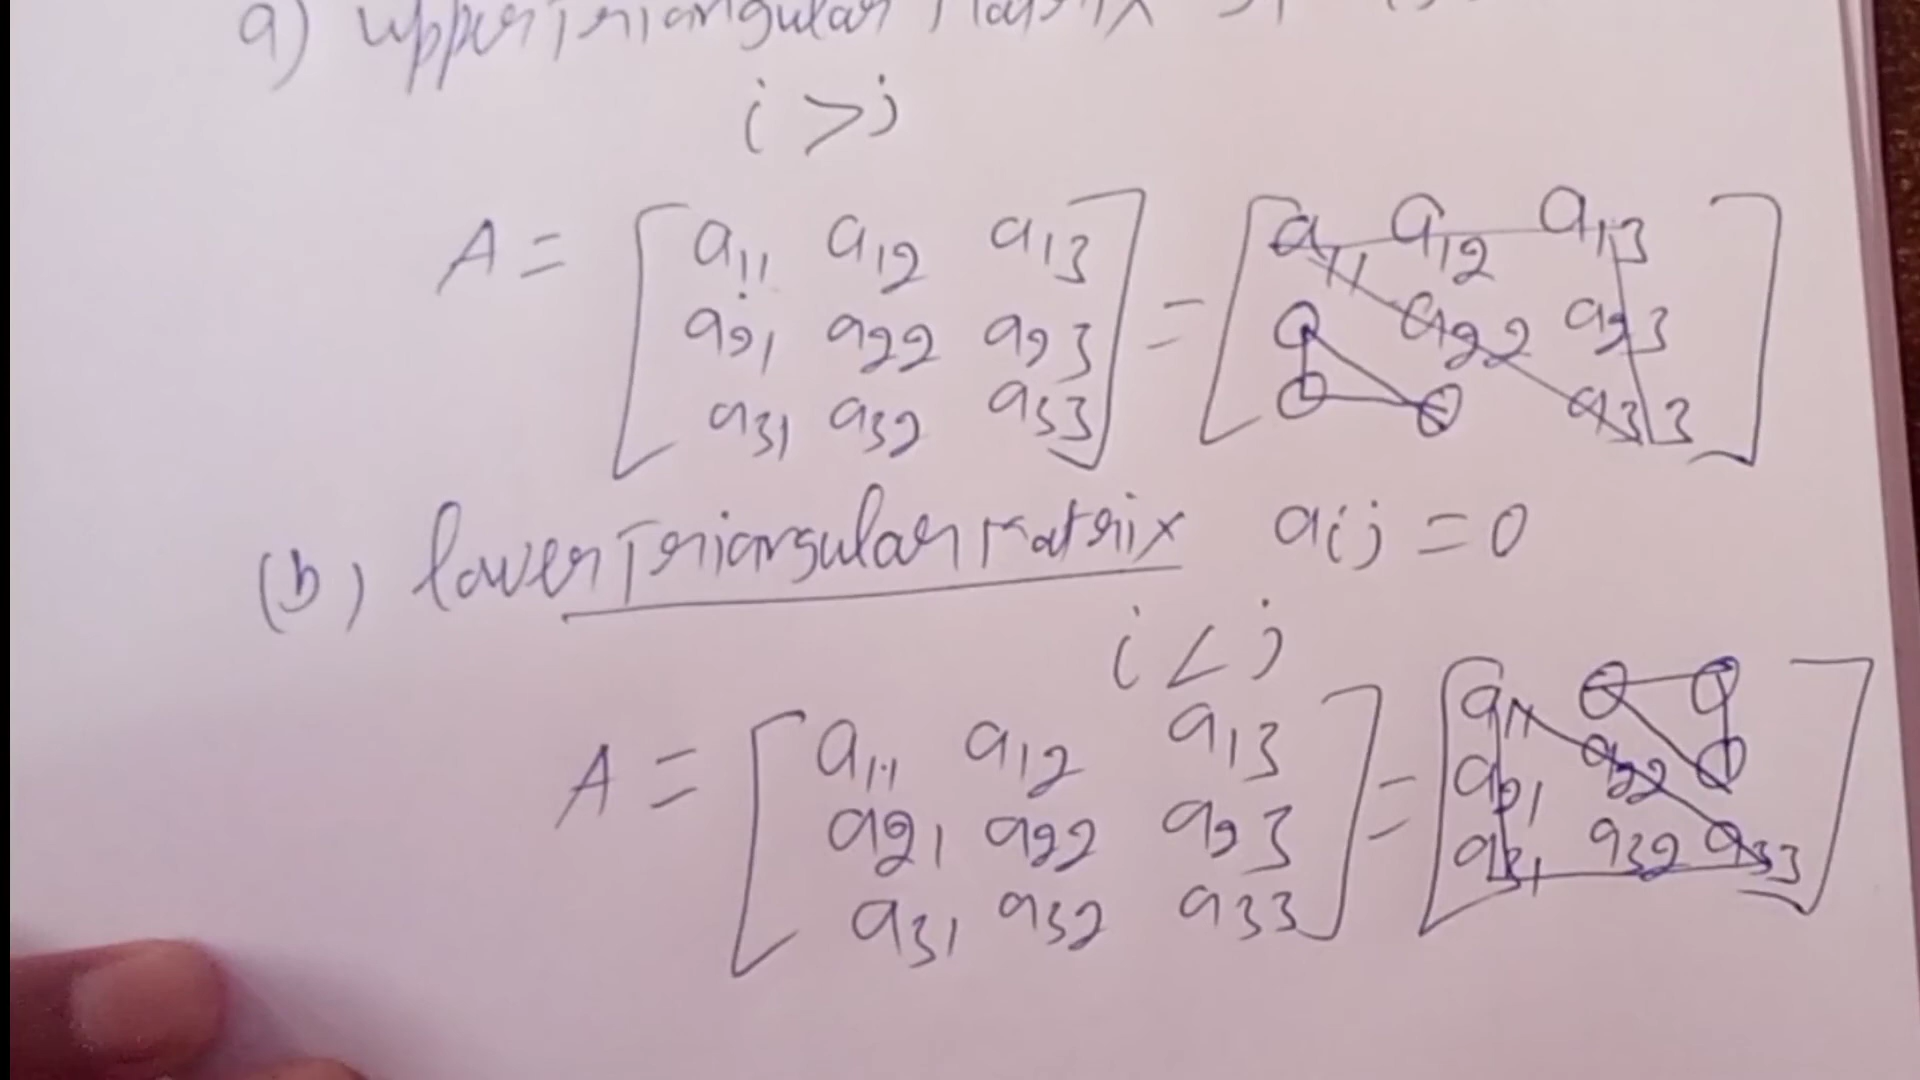 a) upper Triangular Matrix
i > j
A = [ a11 a12 a13 ] = [ a11 a12 a13 ]
a21 a22 a23 0 a22 a23
a31 a32 a33 0 0 a33
(b) lower Triangular Matrix aij = 0
i < j
A = [ a11 a12 a13 ] = [ a11 0 0 ]
a21 a22 a23 a21 a22 0
a31 a32 a33 a31 a32 a33